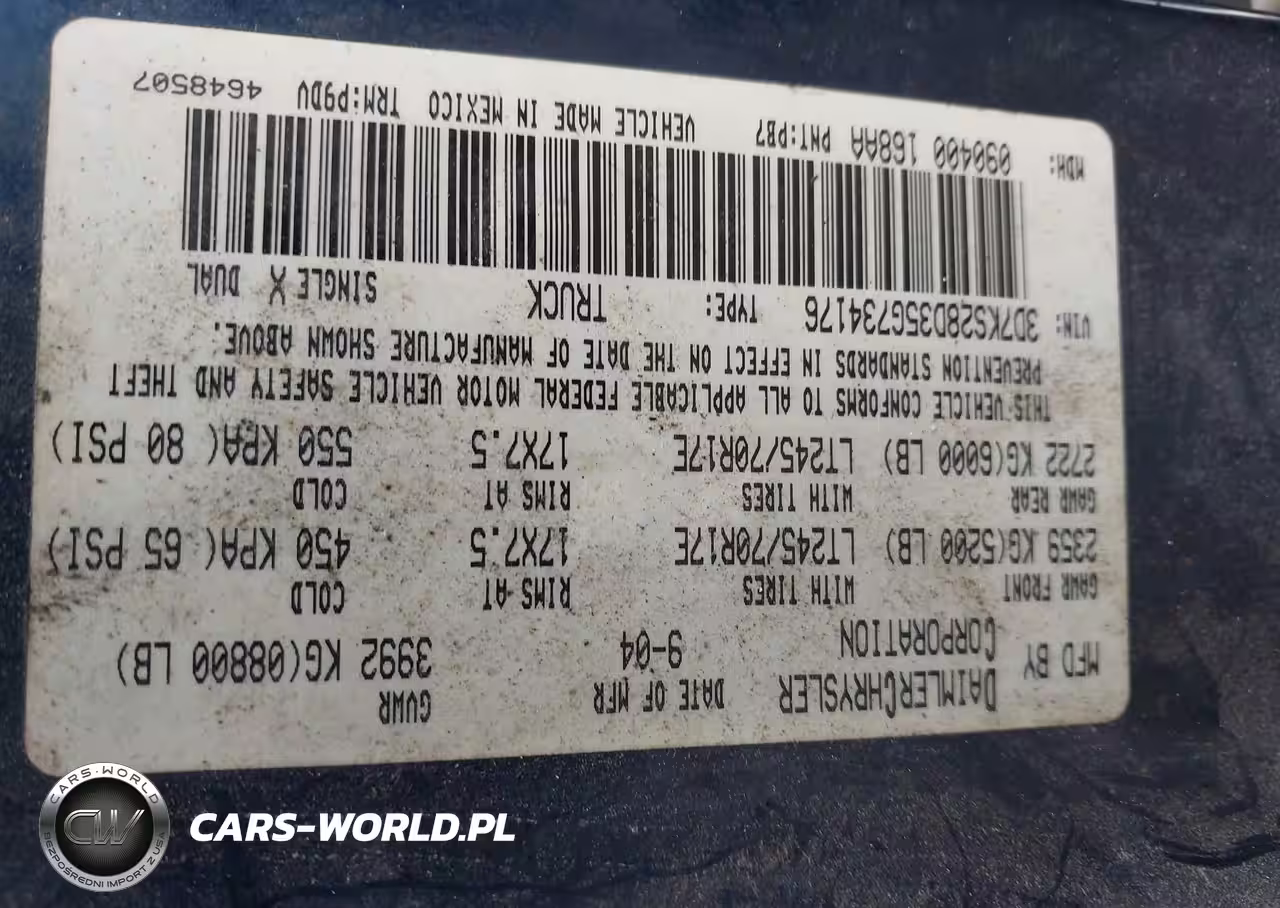 MFD BY DAIMLERCHRYSLER CORPORATION DATE OF MFR 9-04 GVWR 3992 KG(08800 LB)
GAWR FRONT WITH TIRES RIMS AT COLD
2359 KG(5200 LB) LT245/70R17E 17X7.5 450 KPA( 65 PSI)
GAWR REAR WITH TIRES RIMS AT COLD
2722 KG(6000 LB) LT245/70R17E 17X7.5 550 KPA( 80 PSI)
THIS VEHICLE CONFORMS TO ALL APPLICABLE FEDERAL MOTOR VEHICLE SAFETY AND THEFT
PREVENTION STANDARDS IN EFFECT ON THE DATE OF MANUFACTURE SHOWN ABOVE.
VIN: 3D7KS28D35G734176 TYPE: TRUCK SINGLE X DUAL
MDH: 090400 168AA PNT:PB7 VEHICLE MADE IN MEXICO TRM:P9DV 4648507
CARS-WORLD
CW
BEZPOŚREDNI IMPORT Z USA
CARS-WORLD.PL